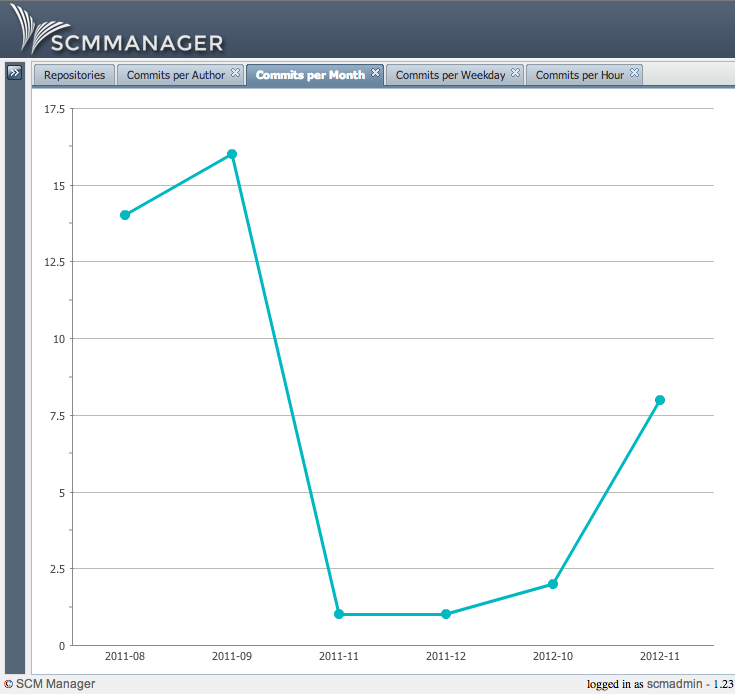 SCMMANAGER
Repositories Commits per Author Commits per Month Commits per Weekday Commits per Hour
17.5
15
12.5
10
7.5
5
2.5
0
2011-08 2011-09 2011-11 2011-12 2012-10 2012-11
© SCM Manager logged in as scmadmin - 1.23